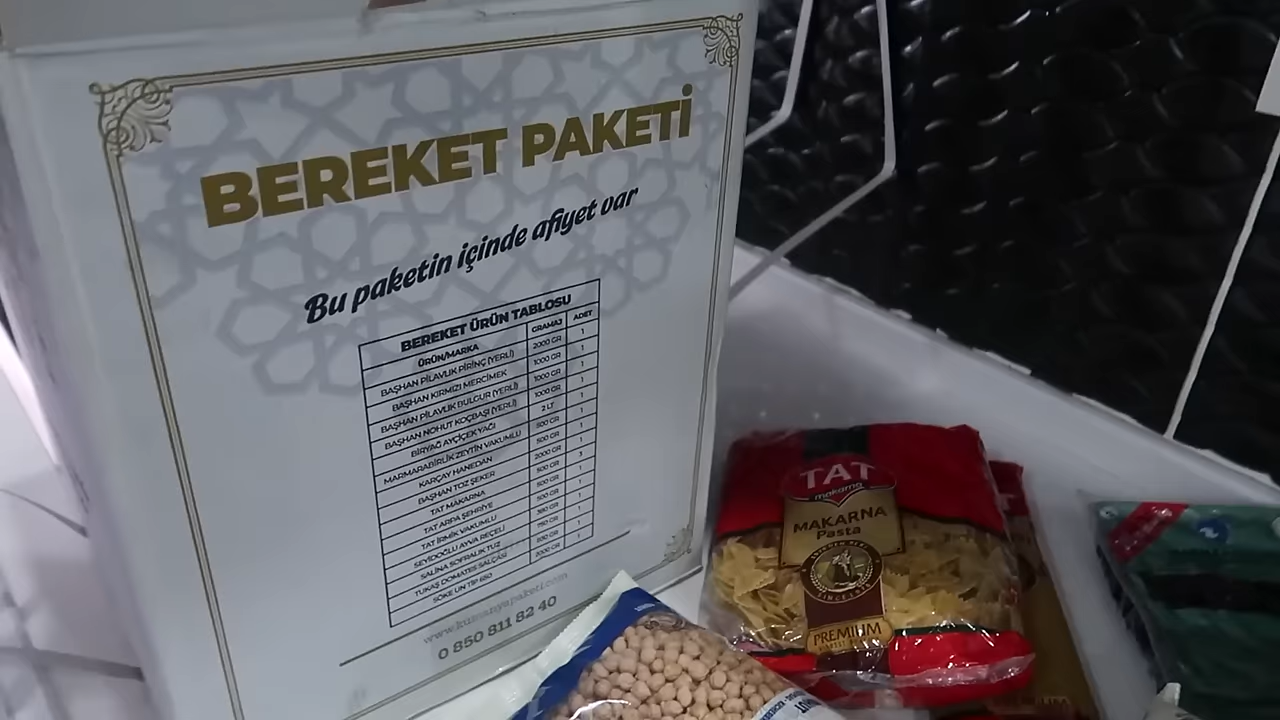 BEREKET PAKETİ
Bu paketin içinde afiyet var
BEREKET ÜRÜN TABLOSU
ÜRÜN/MARKA GRAMAJ ADET
BAŞHAN PİLAVLIK PİRİNÇ (YERLİ) 2000 GR 1
BAŞHAN KIRMIZI MERCİMEK 1000 GR 1
BAŞHAN PİLAVLIK BULGUR (YERLİ) 1000 GR 1
BAŞHAN NOHUT KOÇBAŞI (YERLİ) 1000 GR 1
BİRYAĞ AYÇİÇEK YAĞI 2 LT 1
MARMARABİRLİK ZEYTİN VAKUMLU 500 GR 1
KARÇAY HANEDAN 500 GR 1
BAŞHAN TOZ ŞEKER 2000 GR 1
TAT MAKARNA 500 GR 3
TAT ARPA ŞEHRİYE 500 GR 1
TAT İRMİK VAKUMLU 500 GR 1
SEYİDOĞLU AYVA REÇELİ 380 GR 1
SALİNA SOFRALIK TUZ 750 GR 1
TUKAŞ DOMATES SALÇASI 830 GR 1
SÖKE UN TİP 650 2000 GR 1
www.kumanyapaketi.com
0 850 811 82 40
TAT
makarna
MAKARNA
Pasta
PREMIUM